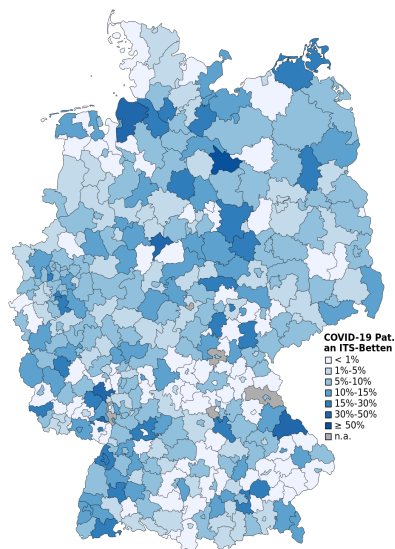 COVID-19 Pat.
an ITS-Betten
< 1%
1%-5%
5%-10%
10%-15%
15%-30%
30%-50%
≥ 50%
n.a.